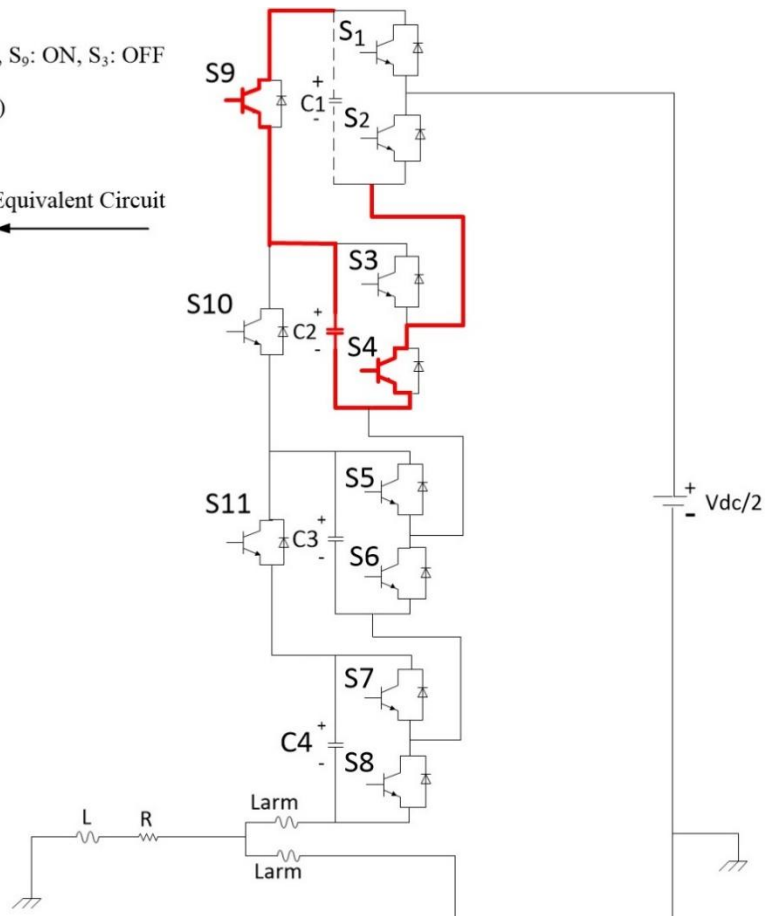 , S₉: ON, S₃: OFF
)
Equivalent Circuit
S1
S9
+
C1
-
S2
S3
S10
+
C2
-
S4
S5
S11
+
C3
-
S6
+
Vdc/2
-
S7
+
C4
-
S8
L
R
Larm
Larm